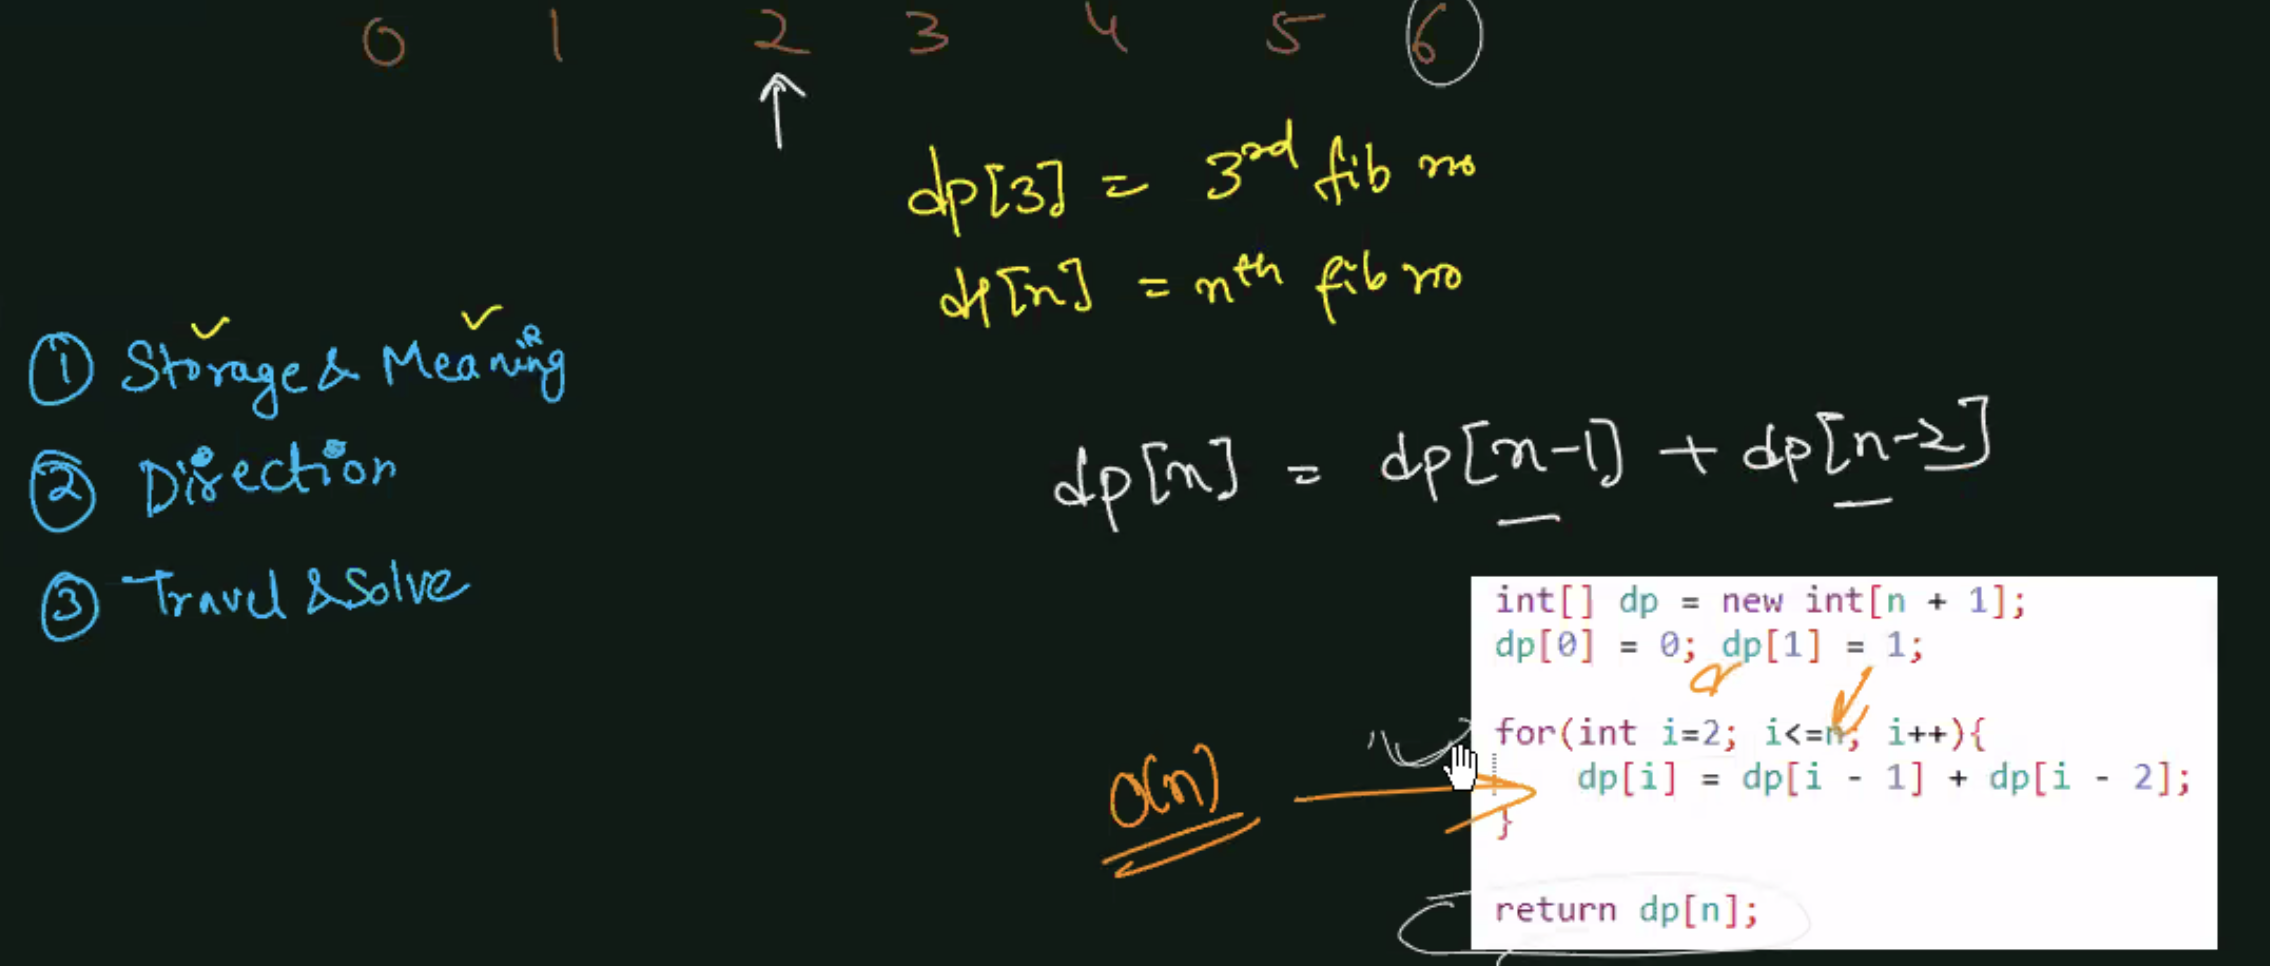 0 1 2 3 4 5 6
dp[3] = 3rd fib no
dp[n] = nth fib no
① Storage & Meaning
② Direction
③ Travel & Solve
dp[n] = dp[n-1] + dp[n-2]
O(n)
int[] dp = new int[n + 1];
dp[0] = 0; dp[1] = 1;
for(int i=2; i<=n; i++){
dp[i] = dp[i - 1] + dp[i - 2];
}
return dp[n];